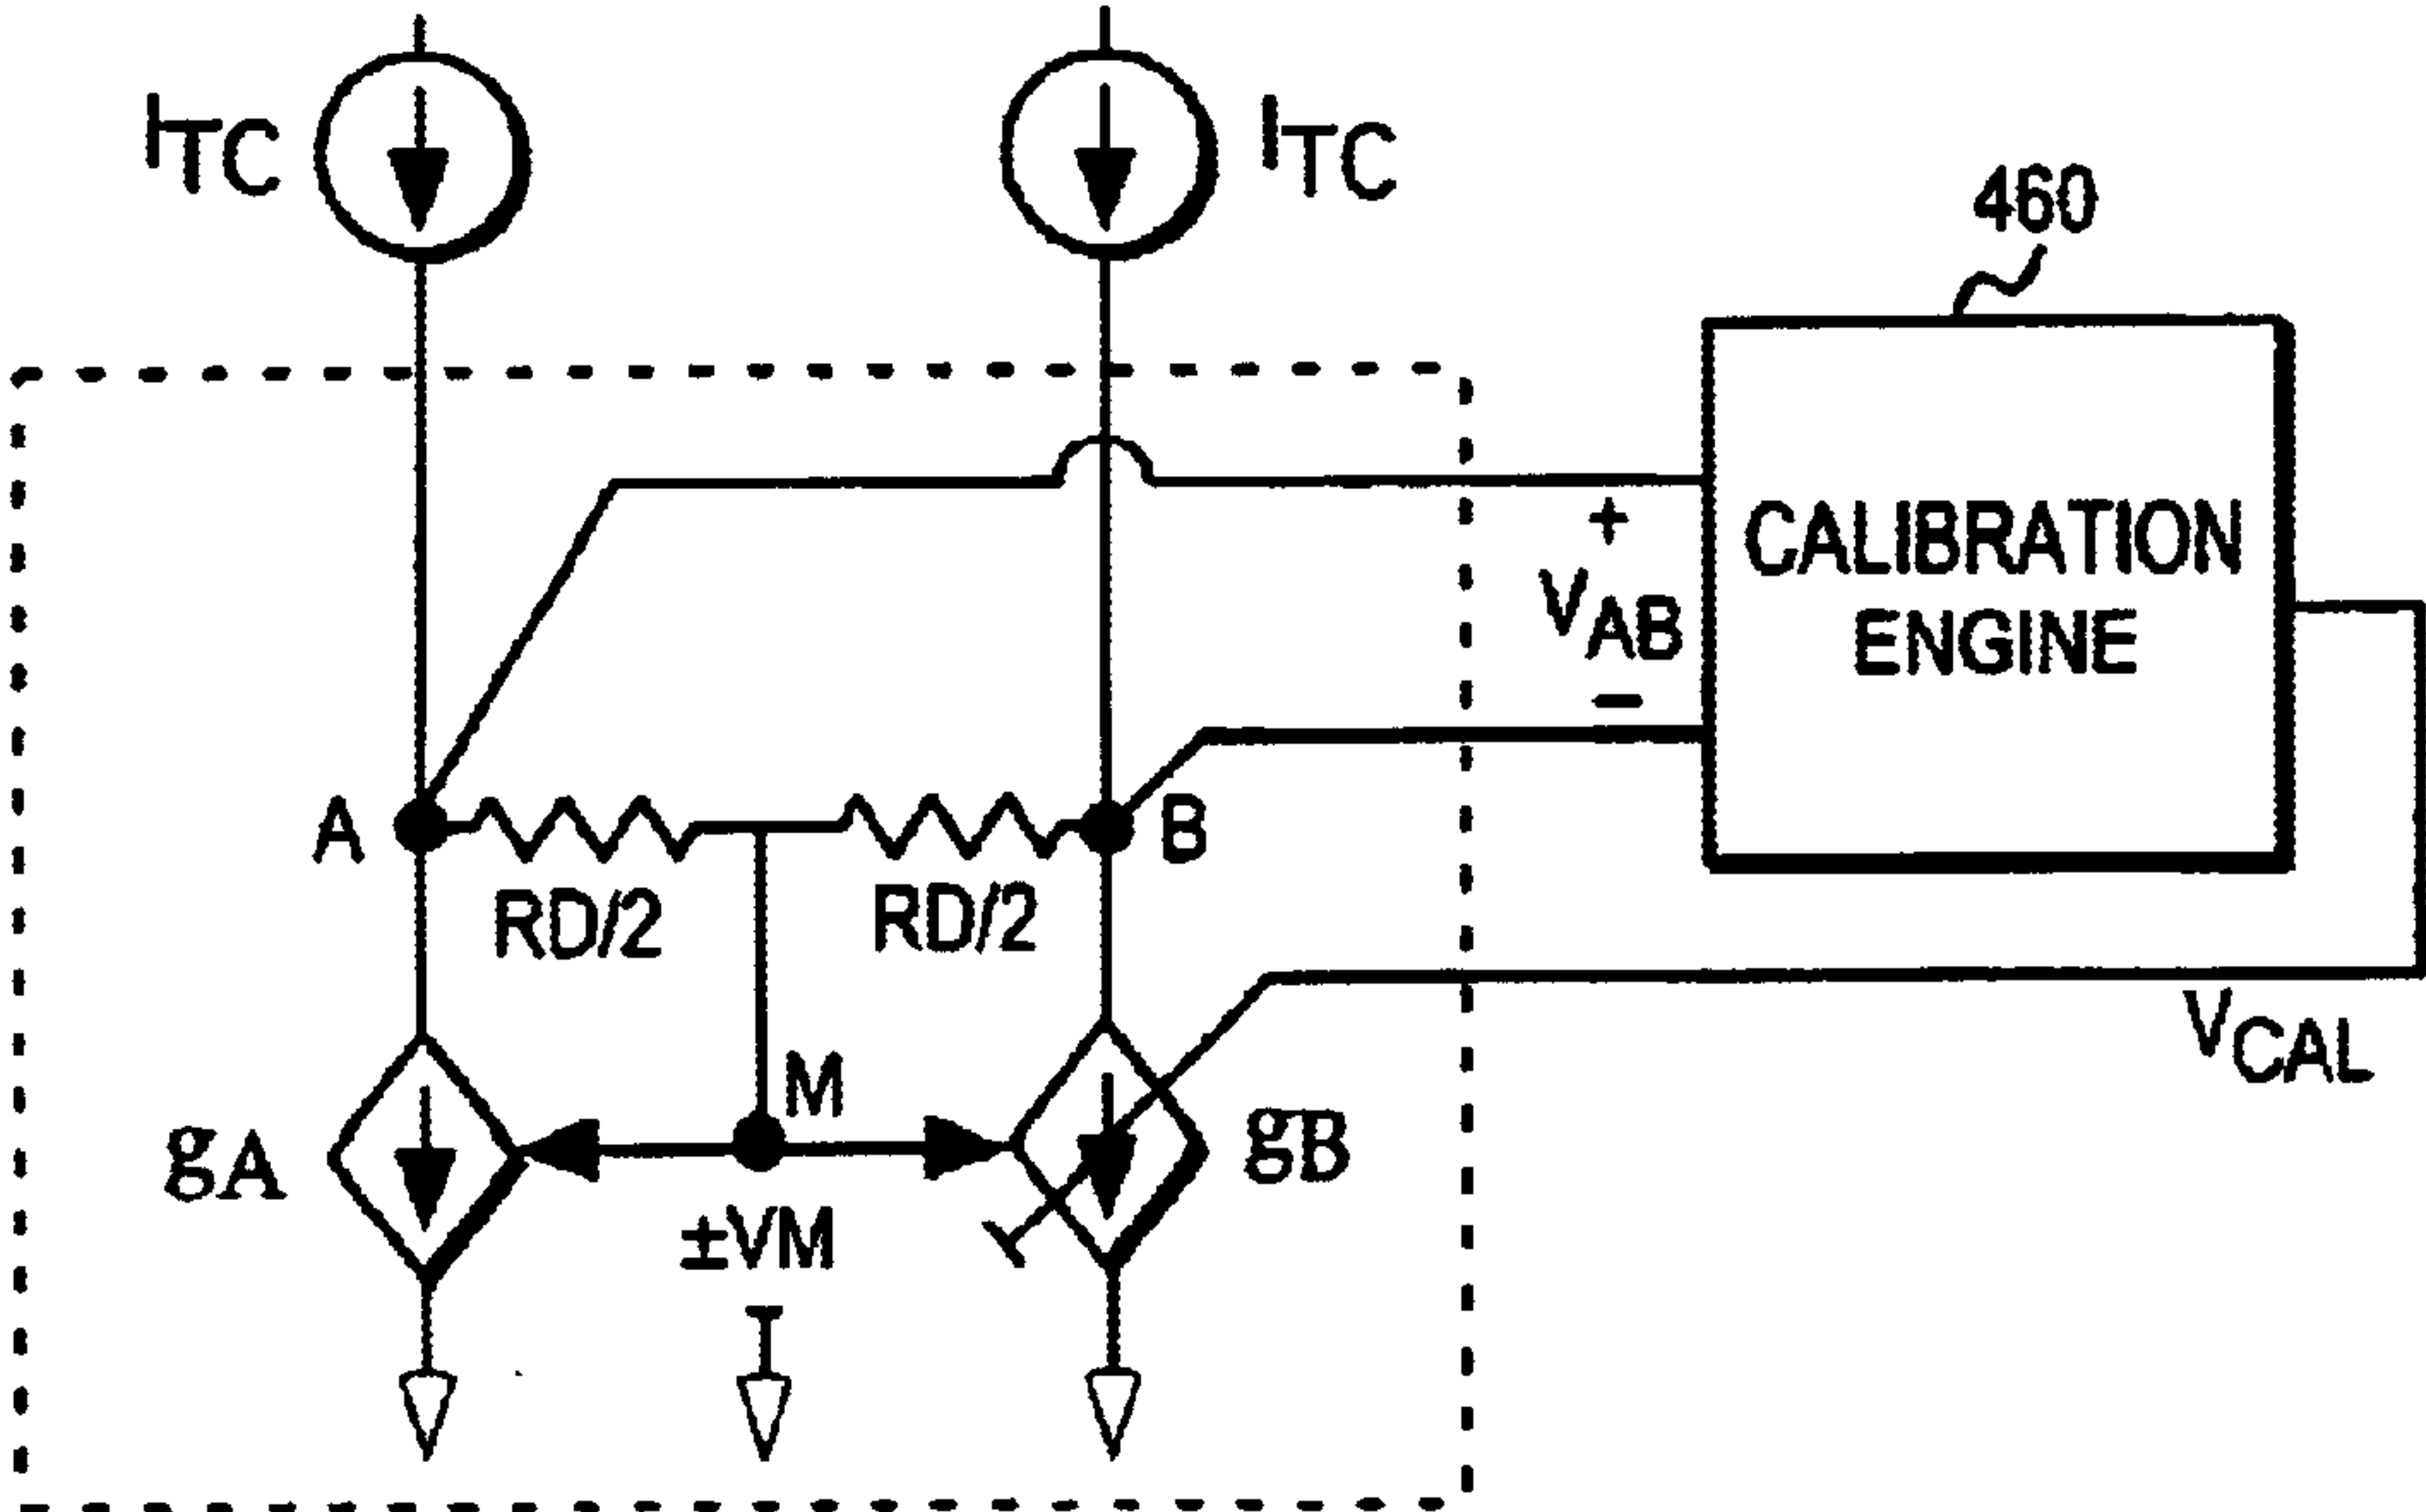 ITC
ITC
460
+
VAB
−
CALIBRATION
ENGINE
A
B
RD/2
RD/2
VCAL
M
gA
gB
±VM